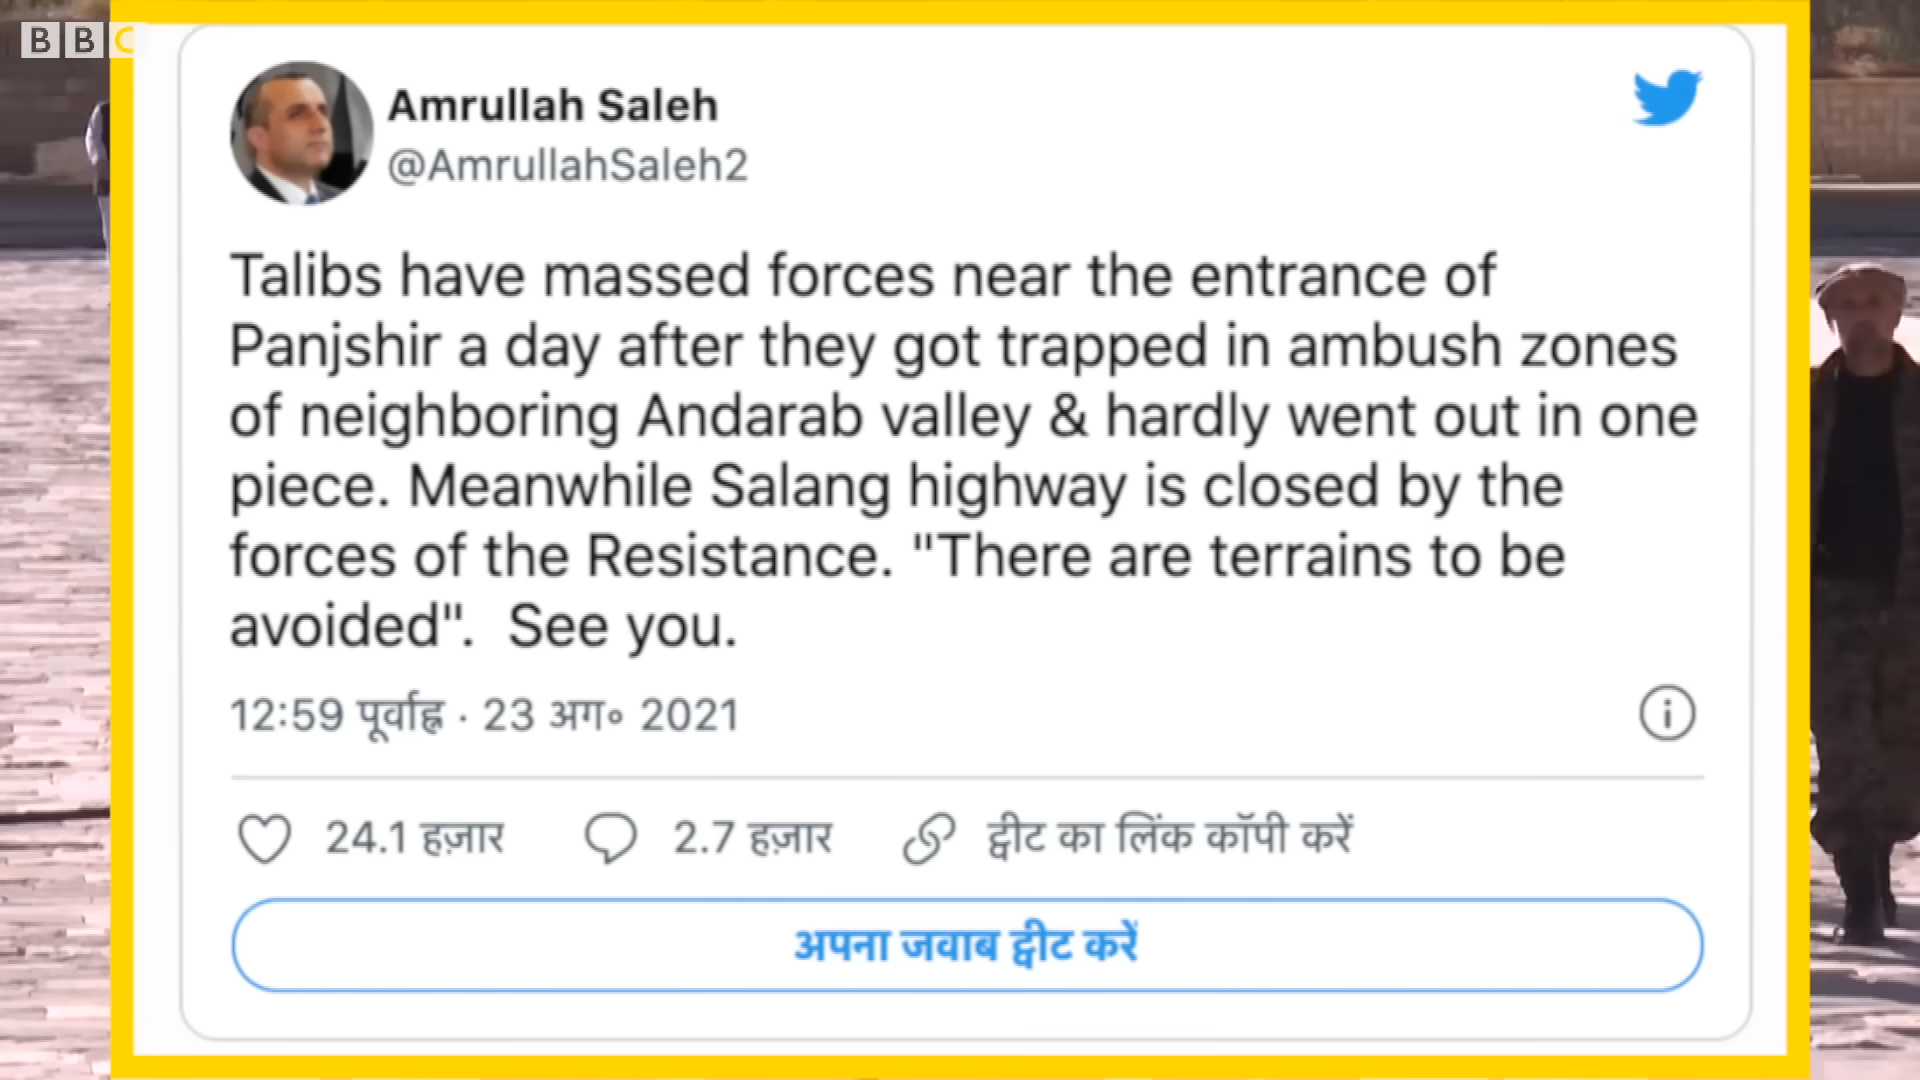 BBC
Amrullah Saleh
@AmrullahSaleh2
Talibs have massed forces near the entrance of
Panjshir a day after they got trapped in ambush zones
of neighboring Andarab valley & hardly went out in one
piece. Meanwhile Salang highway is closed by the
forces of the Resistance. "There are terrains to be
avoided".  See you.
12:59 पूर्वाह्न · 23 अग॰ 2021
24.1 हज़ार 2.7 हज़ार ट्वीट का लिंक कॉपी करें
अपना जवाब ट्वीट करें